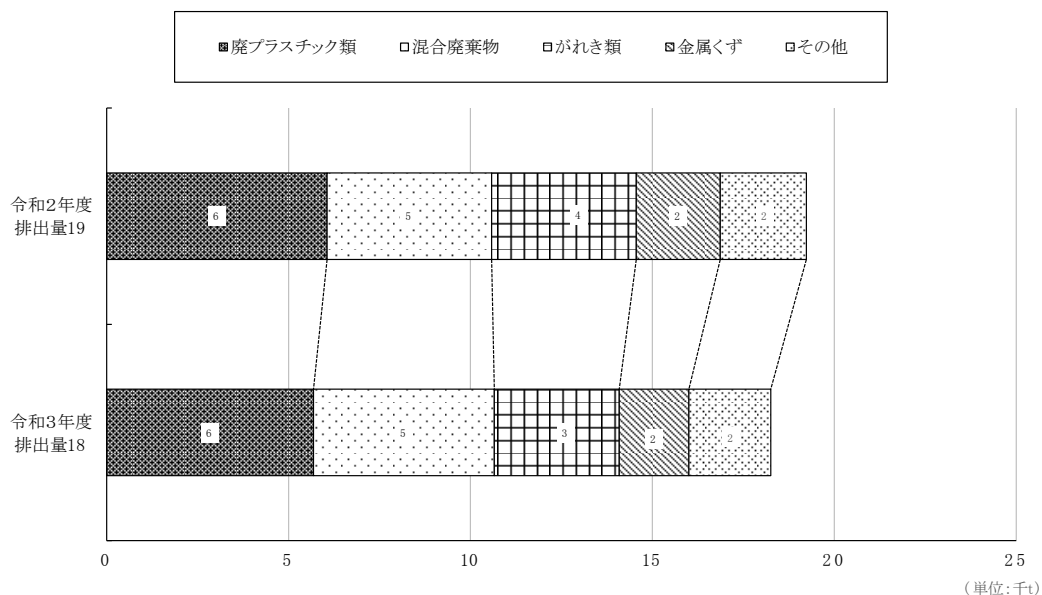 廃プラスチック類 混合廃棄物 がれき類 金属くず その他
令和2年度
排出量19
6 5 4 2 2
令和3年度
排出量18
6 5 3 2 2
0 5 10 15 20 25
(単位:千t)